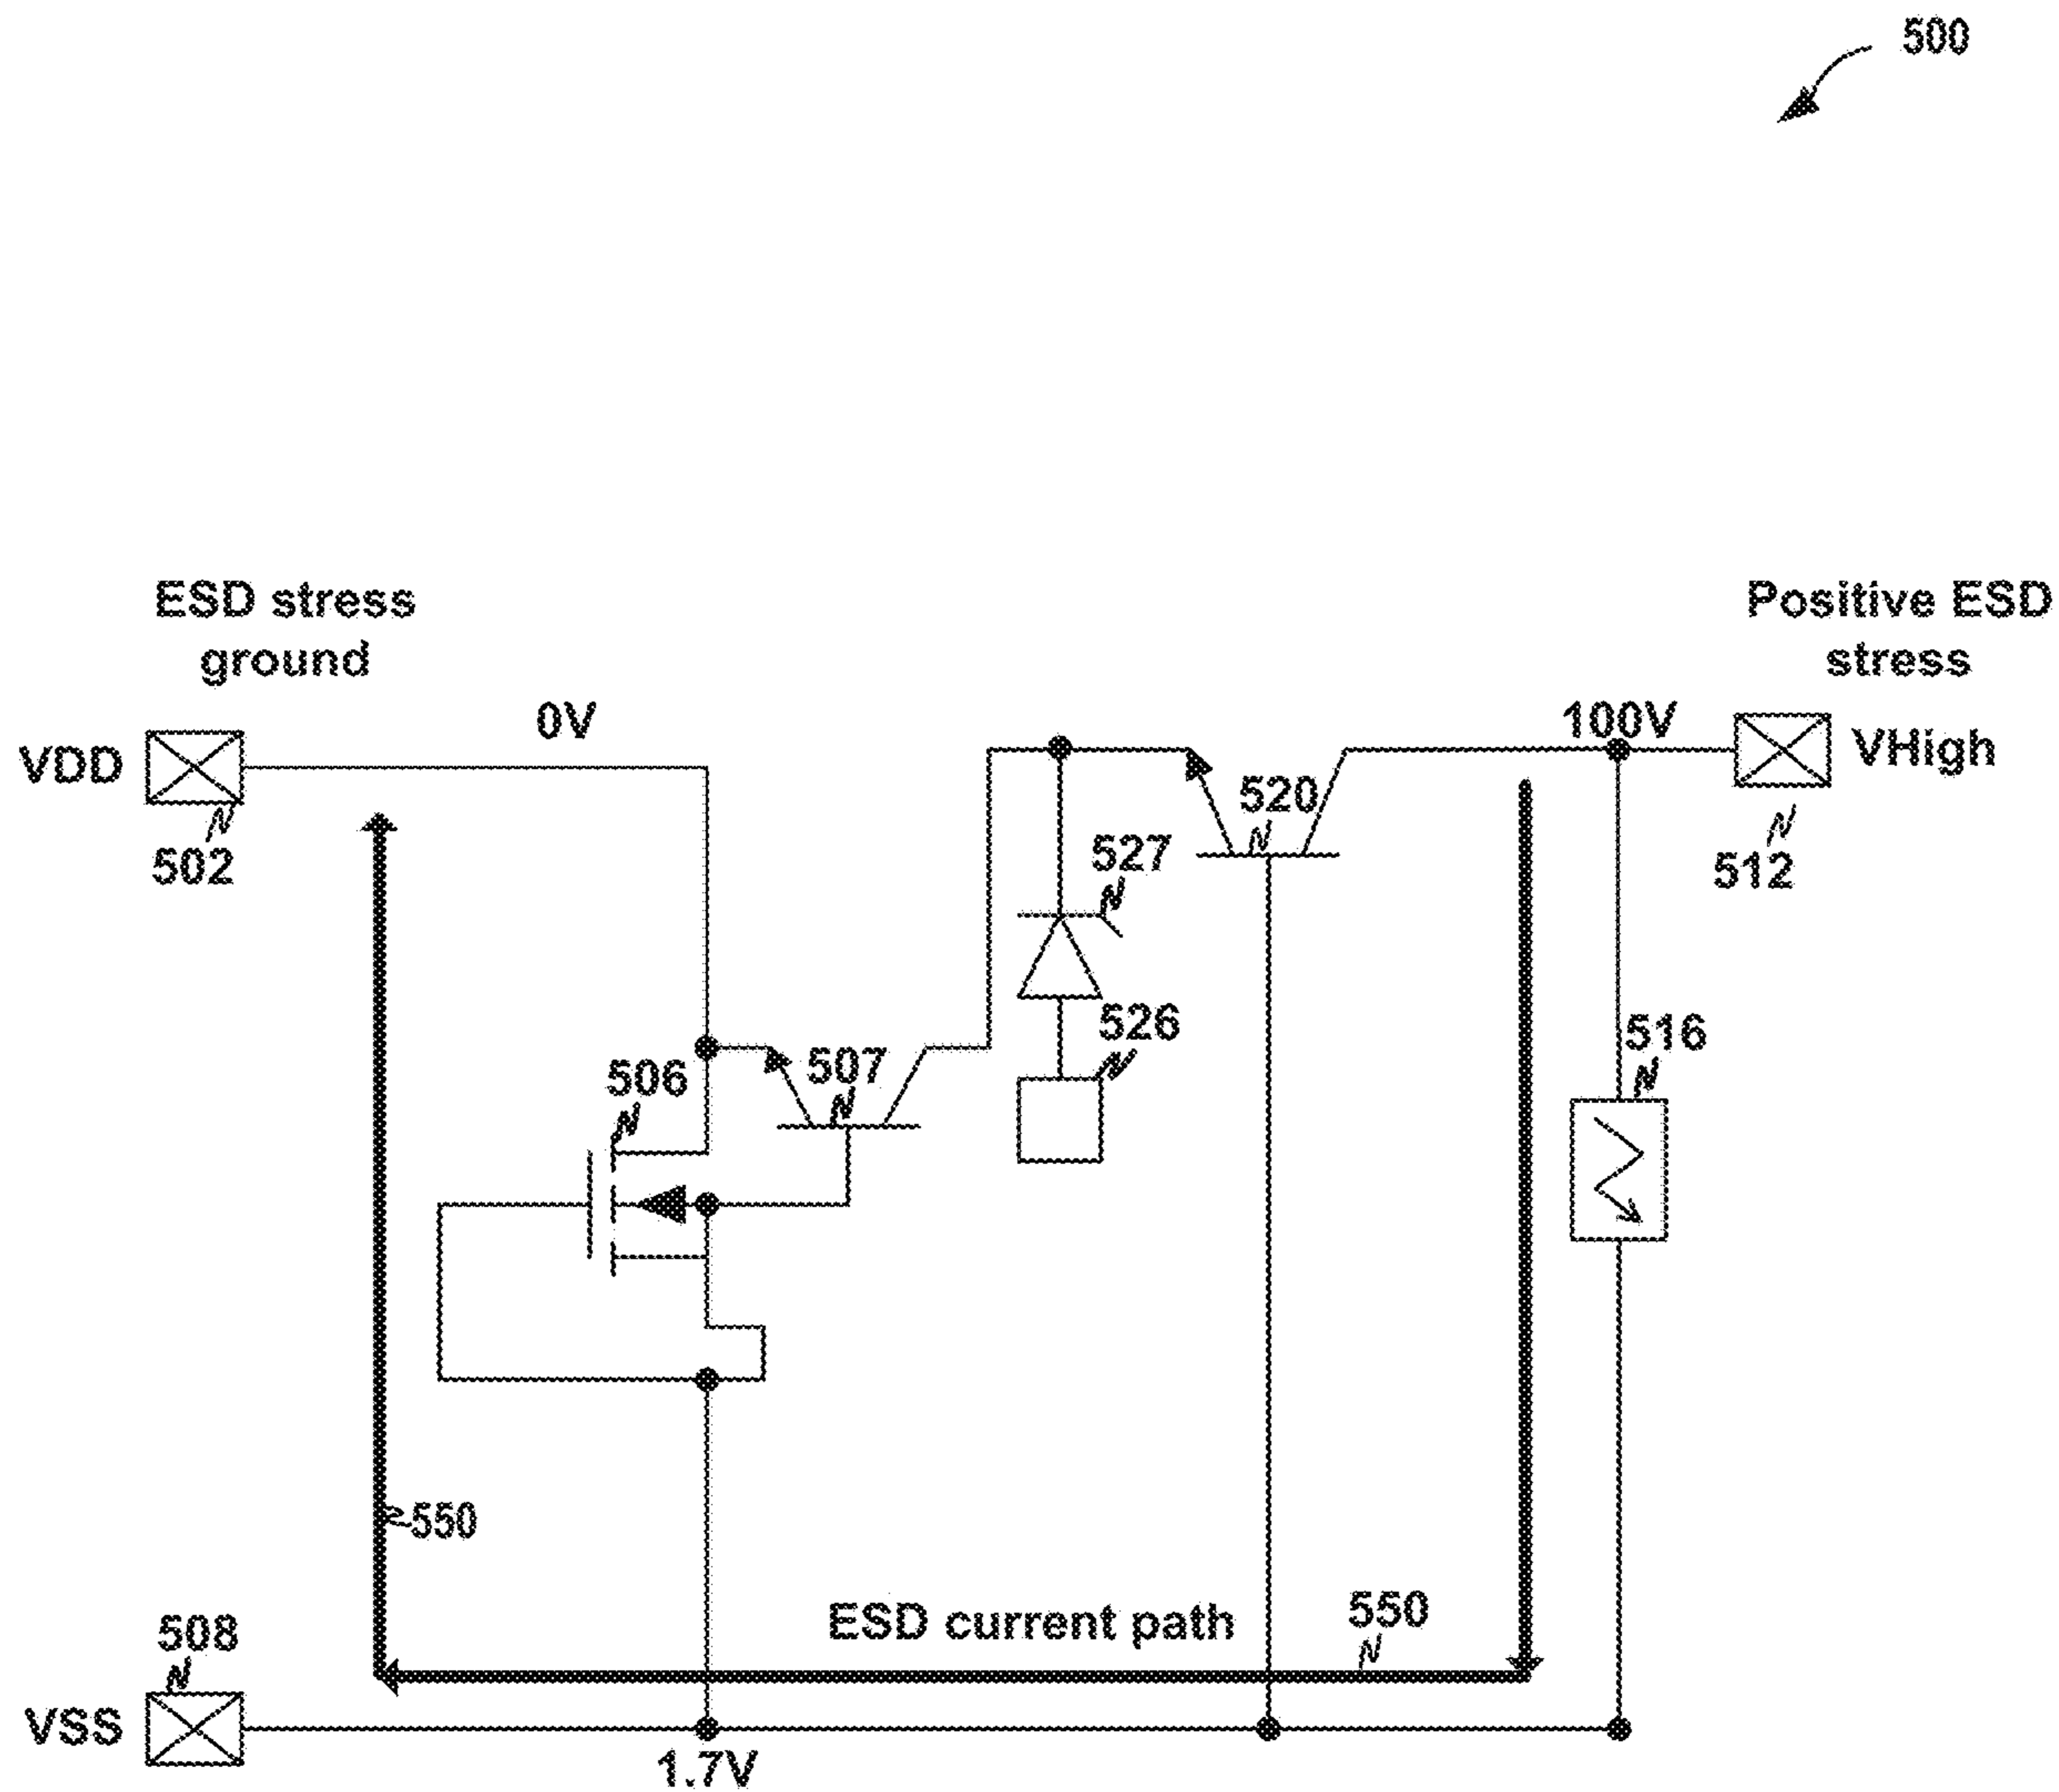 500
ESD stress
ground
Positive ESD
stress
0V
100V
VDD
VHigh
520
527
502
512
526
516
506
507
550
ESD current path
550
508
VSS
1.7V